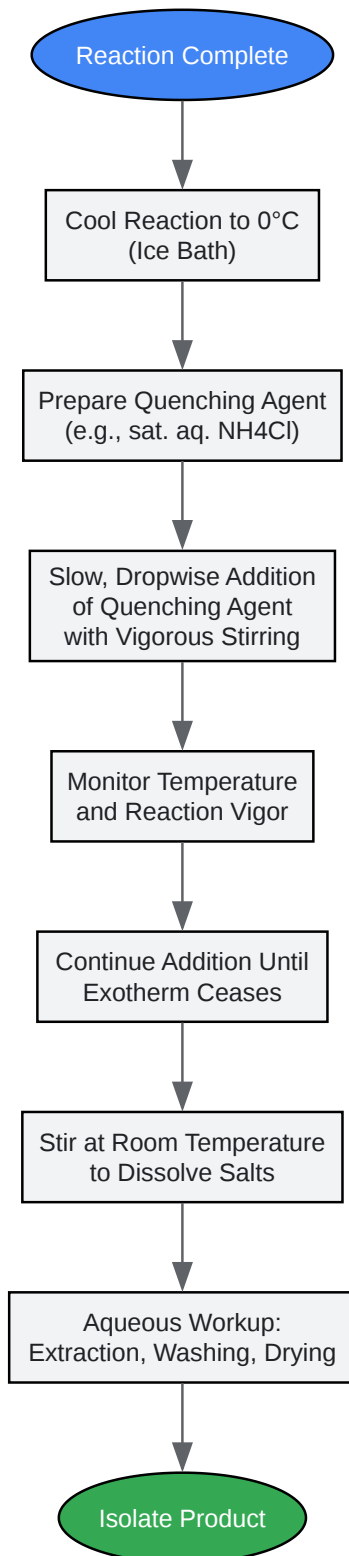 Reaction Complete
Cool Reaction to 0°C
(Ice Bath)
Prepare Quenching Agent
(e.g., sat. aq. NH4Cl)
Slow, Dropwise Addition
of Quenching Agent
with Vigorous Stirring
Monitor Temperature
and Reaction Vigor
Continue Addition Until
Exotherm Ceases
Stir at Room Temperature
to Dissolve Salts
Aqueous Workup:
Extraction, Washing, Drying
Isolate Product